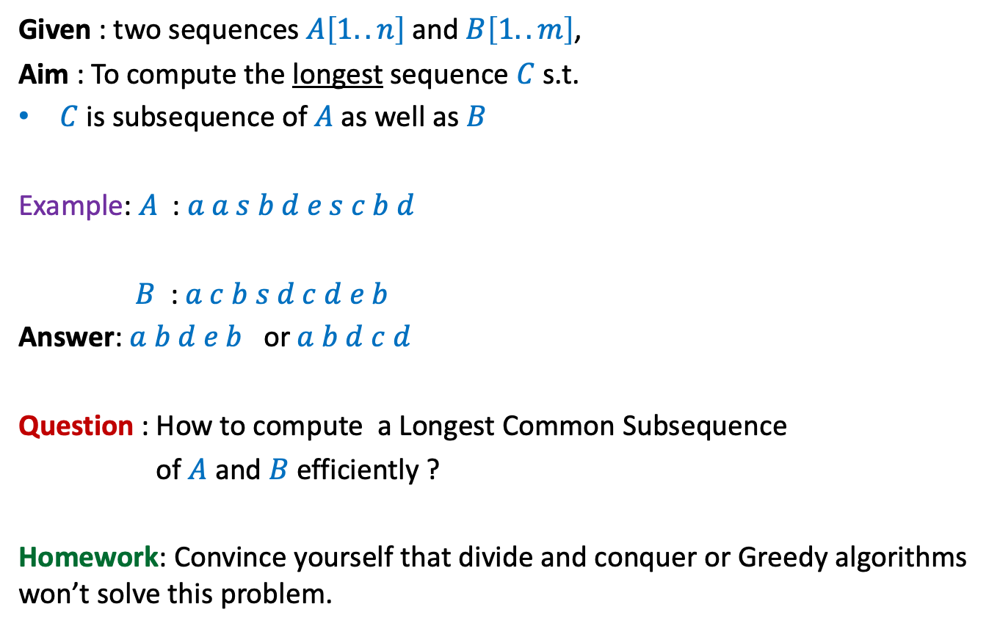 Given : two sequences A[1..n] and B[1..m],
Aim : To compute the longest sequence C s.t.
• C is subsequence of A as well as B
Example: A : a a s b d e s c b d
B : a c b s d c d e b
Answer: a b d e b or a b d c d
Question : How to compute a Longest Common Subsequence
of A and B efficiently ?
Homework: Convince yourself that divide and conquer or Greedy algorithms
won’t solve this problem.